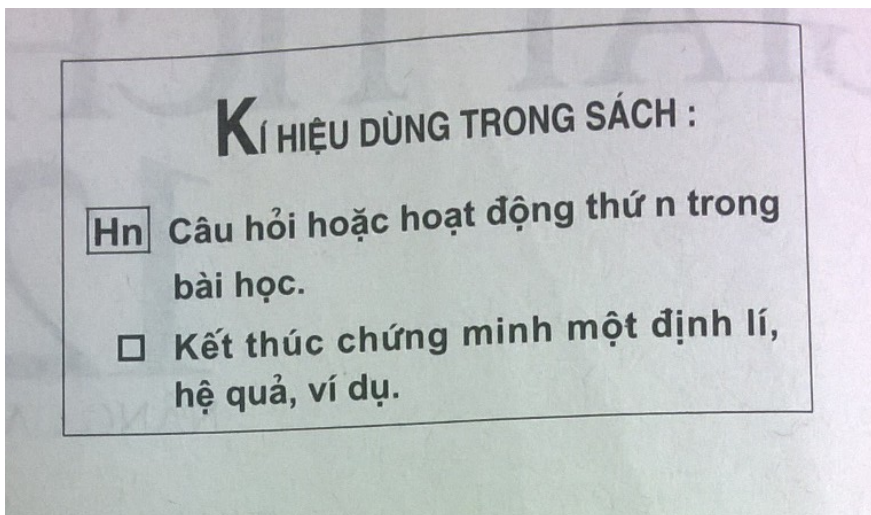 KÍ HIỆU DÙNG TRONG SÁCH :
Hn Câu hỏi hoặc hoạt động thứ n trong
bài học.
□ Kết thúc chứng minh một định lí,
hệ quả, ví dụ.